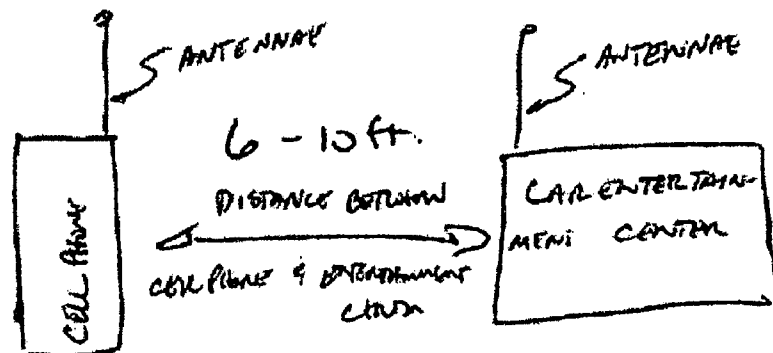 ANTENNAE
ANTENNAE
6 - 10 ft.
DISTANCE BETWEEN
CELL PHONE & ENTERTAINMENT
CENTER
CELL PHONE
CAR ENTERTAIN-
MENT CENTER